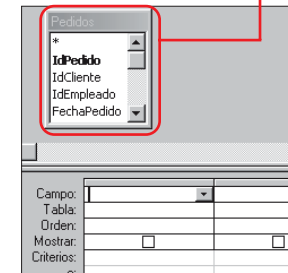 Pedidos
*
IdPedido
IdCliente
IdEmpleado
FechaPedido
Campo:
Tabla:
Orden:
Mostrar:
Criterios: